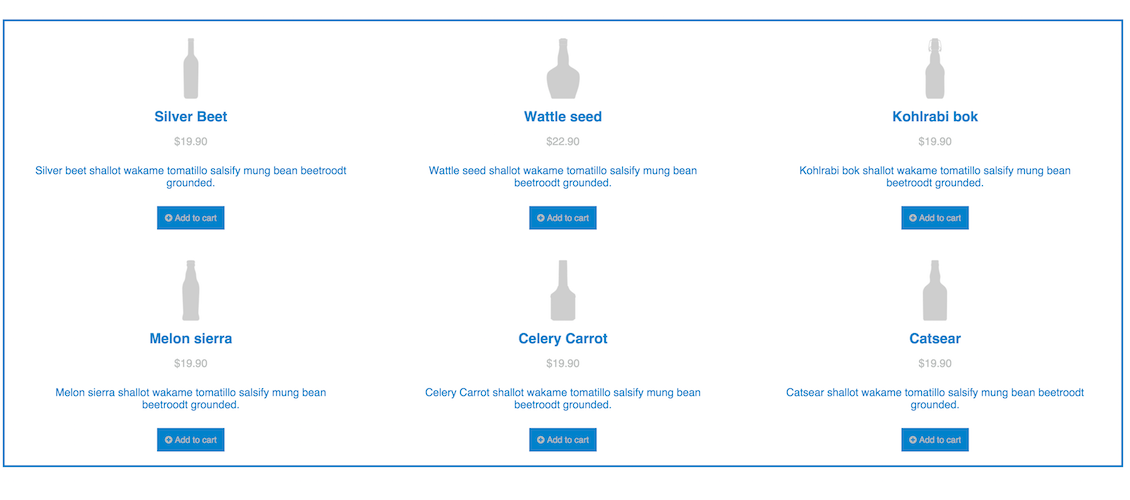 Silver Beet
$19.90
Silver beet shallot wakame tomatillo salsify mung bean beetroodt
grounded.
Add to cart
Wattle seed
$22.90
Wattle seed shallot wakame tomatillo salsify mung bean
beetroodt grounded.
Add to cart
Kohlrabi bok
$19.90
Kohlrabi bok shallot wakame tomatillo salsify mung bean
beetroodt grounded.
Add to cart
Melon sierra
$19.90
Melon sierra shallot wakame tomatillo salsify mung bean
beetroodt grounded.
Add to cart
Celery Carrot
$19.90
Celery Carrot shallot wakame tomatillo salsify mung bean
beetroodt grounded.
Add to cart
Catsear
$19.90
Catsear shallot wakame tomatillo salsify mung bean beetroodt
grounded.
Add to cart